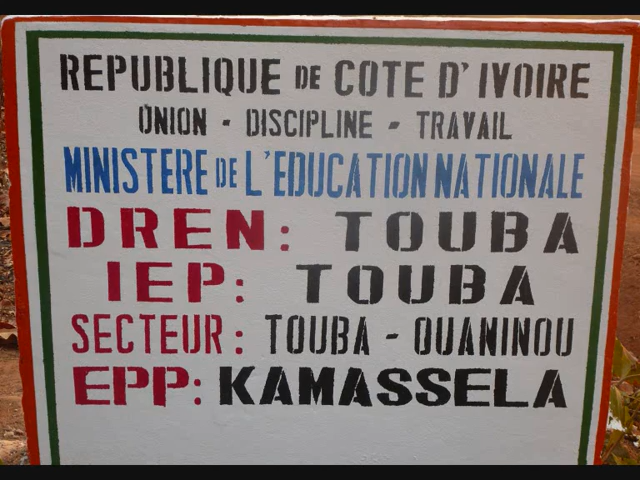 REPUBLIQUE DE COTE D'IVOIRE
UNION - DISCIPLINE - TRAVAIL
MINISTERE DE L'EDUCATION NATIONALE
DREN: TOUBA
IEP: TOUBA
SECTEUR: TOUBA - OUANINOU
EPP: KAMASSELA